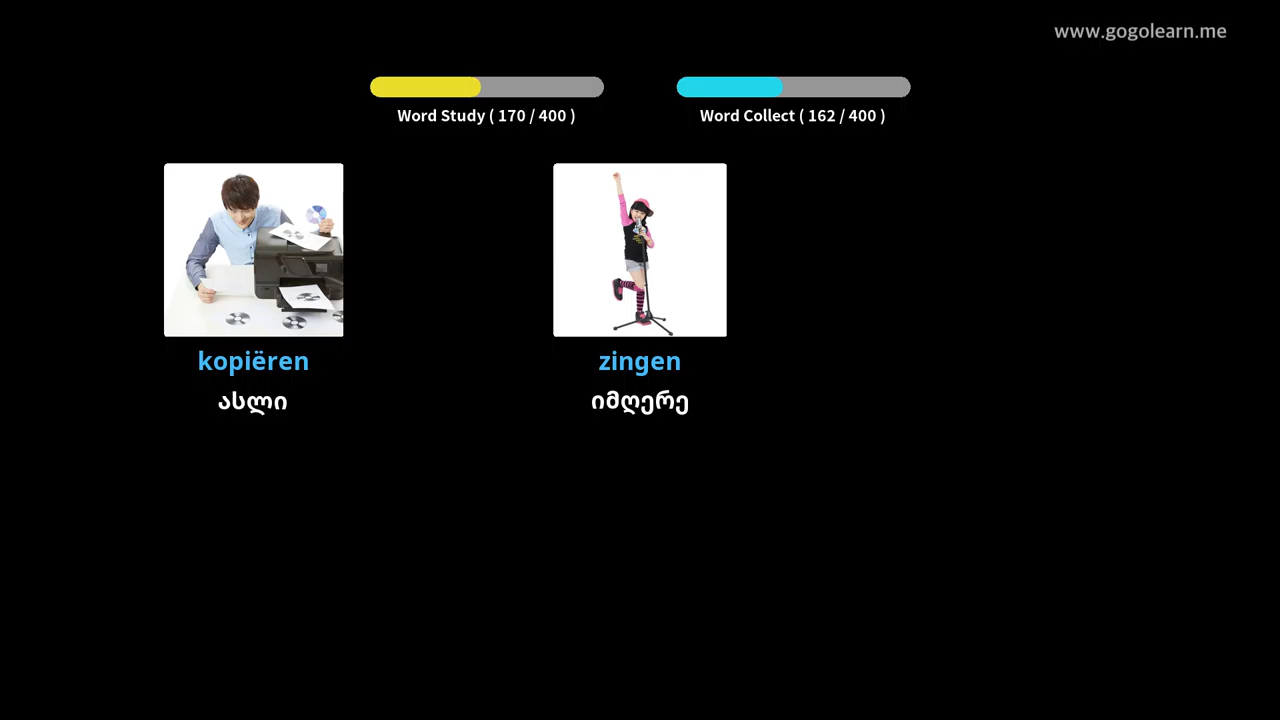 www.gogolearn.me
Word Study ( 170 / 400 )
Word Collect ( 162 / 400 )
kopiëren
ასლი
zingen
იმღერე